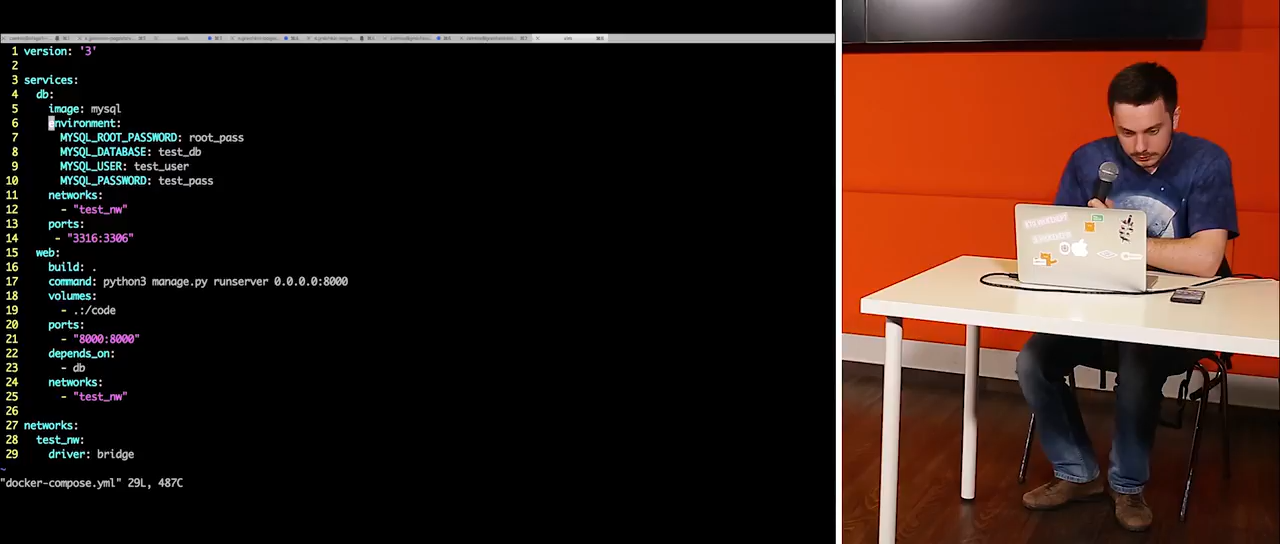 1 version: '3'
2
3 services:
4 db:
5 image: mysql
6 environment:
7 MYSQL_ROOT_PASSWORD: root_pass
8 MYSQL_DATABASE: test_db
9 MYSQL_USER: test_user
10 MYSQL_PASSWORD: test_pass
11 networks:
12 - "test_nw"
13 ports:
14 - "3316:3306"
15 web:
16 build: .
17 command: python3 manage.py runserver 0.0.0.0:8000
18 volumes:
19 - .:/code
20 ports:
21 - "8000:8000"
22 depends_on:
23 - db
24 networks:
25 - "test_nw"
26
27 networks:
28 test_nw:
29 driver: bridge
~
"docker-compose.yml" 29L, 487C